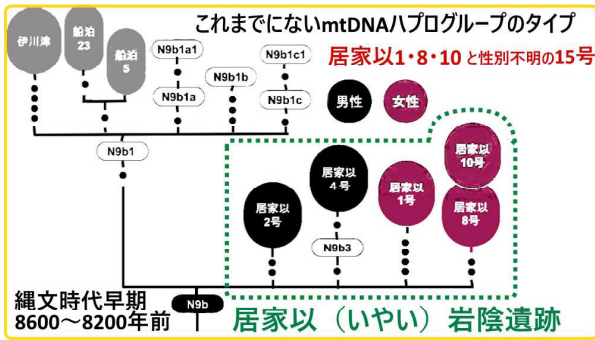 これまでにないmtDNAハプログループのタイプ
居家以1・8・10と性別不明の15号
伊川津
船泊
23
船泊
5
N9b1a1
N9b1b
N9b1c1
N9b1a
N9b1c
男性
女性
N9b1
居家以
2号
居家以
4号
居家以
1号
居家以
10号
居家以
8号
N9b3
N9b
縄文時代早期
8600〜8200年前
居家以（いやい）岩陰遺跡